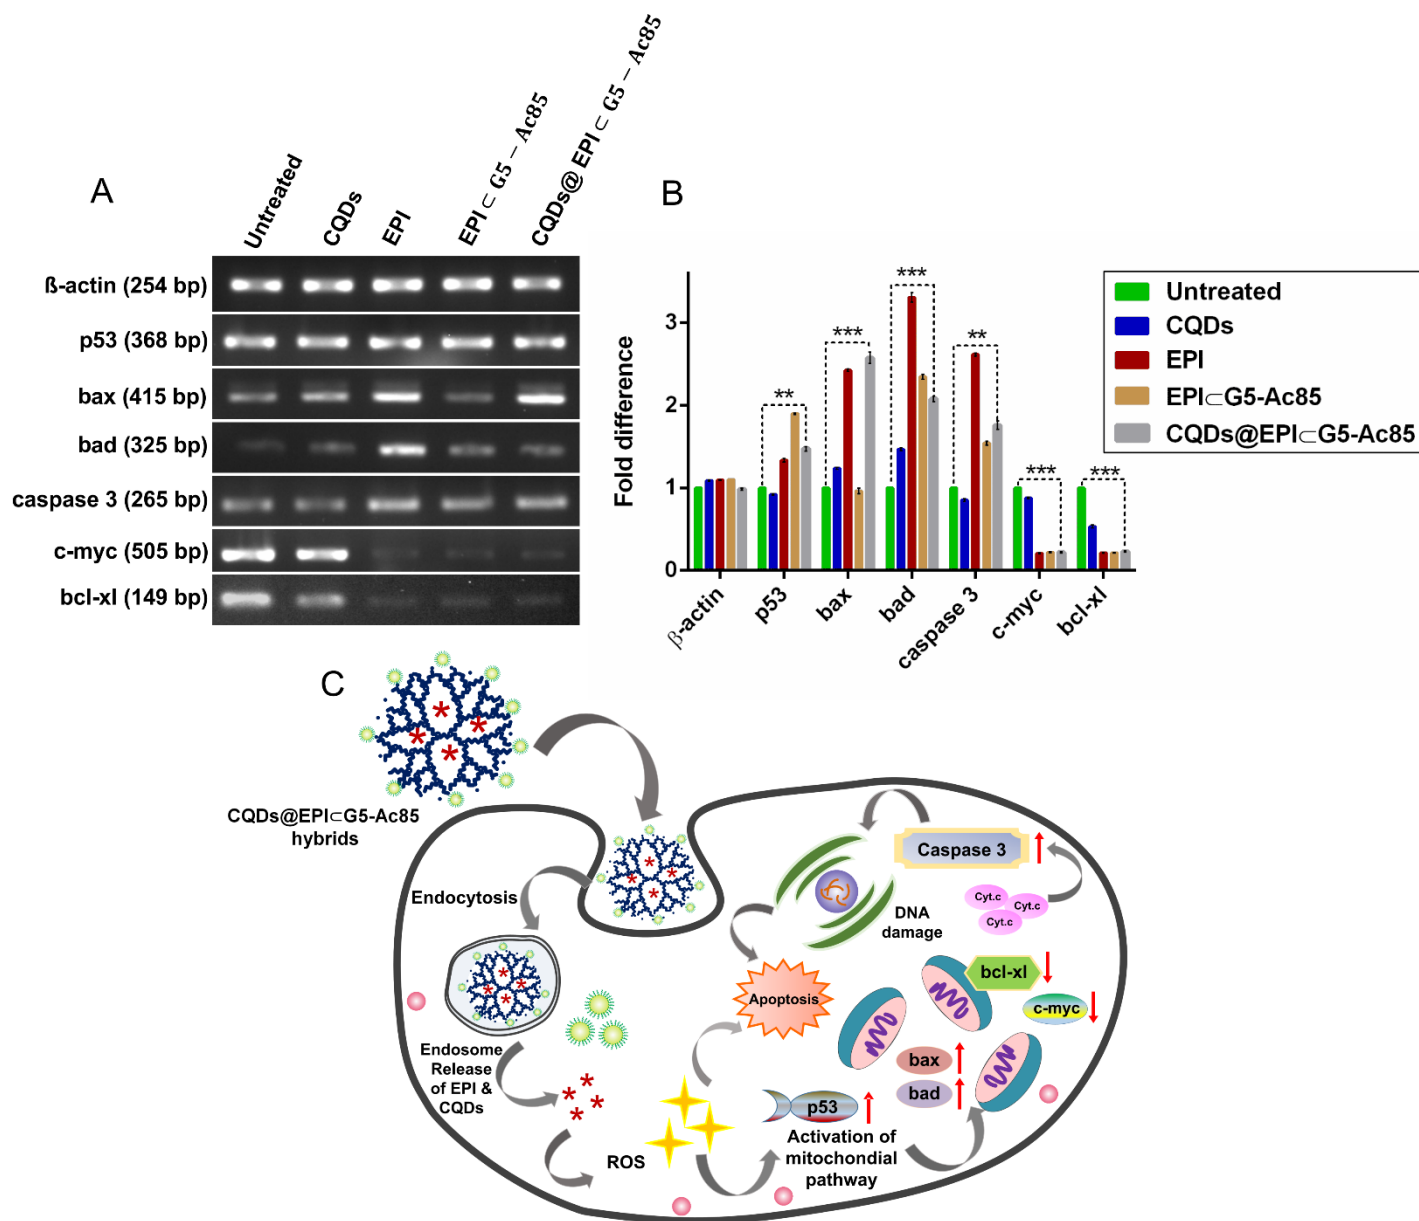 A
Untreated
CQDs
EPI
EPI⊂G5 − Ac85
CQDs@EPI⊂G5 − Ac85
ß-actin (254 bp)
p53 (368 bp)
bax (415 bp)
bad (325 bp)
caspase 3 (265 bp)
c-myc (505 bp)
bcl-xl (149 bp)
B
Fold difference
3
2
1
0
**
***
***
**
***
***
β-actin
p53
bax
bad
caspase 3
c-myc
bcl-xl
Untreated
CQDs
EPI
EPI⊂G5-Ac85
CQDs@EPI⊂G5-Ac85
C
CQDs@EPI⊂G5-Ac85
hybrids
Endocytosis
Endosome
Release
of EPI &
CQDs
ROS
Apoptosis
DNA
damage
Caspase 3
Cyt.c
Cyt.c
Cyt.c
bcl-xl
c-myc
bax
bad
p53
Activation of
mitochondrial
pathway